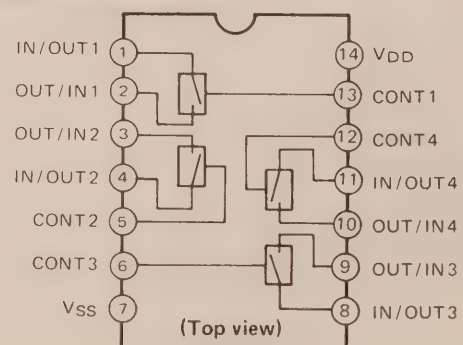 IN/OUT1 1
OUT/IN1 2
OUT/IN2 3
IN/OUT2 4
CONT2 5
CONT3 6
VSS 7
14 VDD
13 CONT1
12 CONT4
11 IN/OUT4
10 OUT/IN4
9 OUT/IN3
8 IN/OUT3
(Top view)